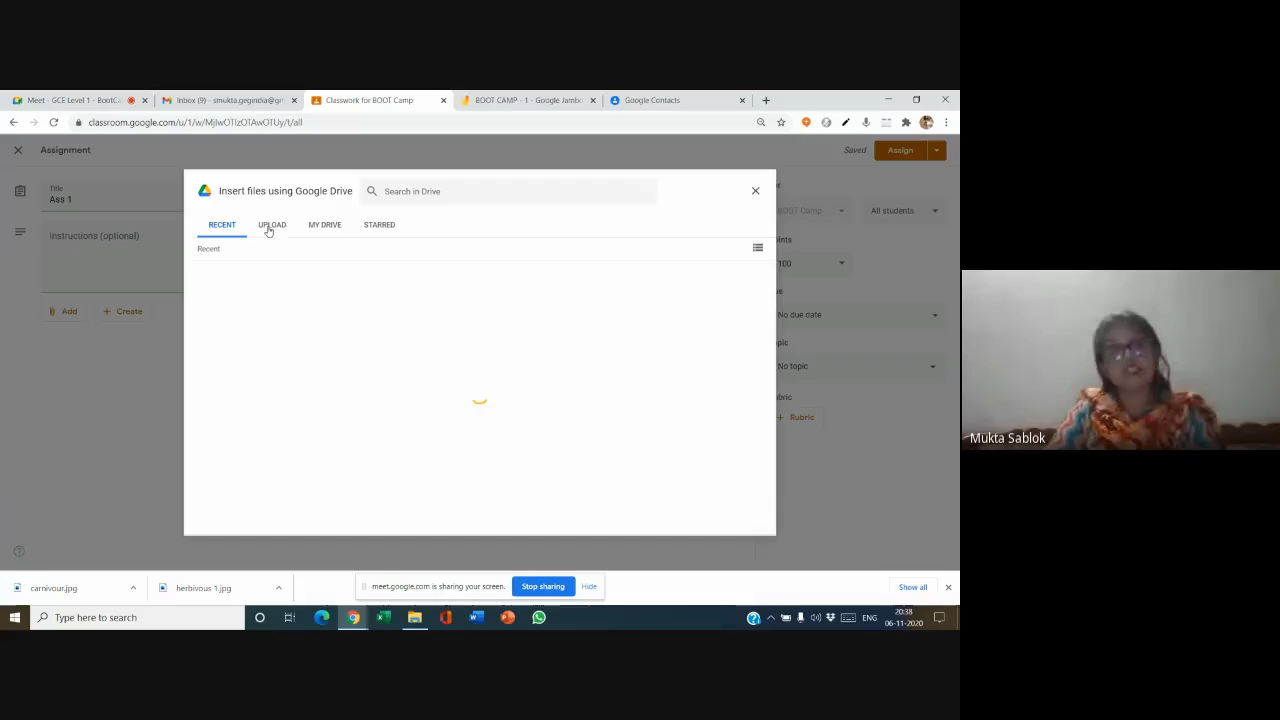 Meet - GCE Level 1 - BootCa
Inbox (9) - smukta.gegindia@gm
Classwork for BOOT Camp
BOOT CAMP - 1 - Google Jamb
Google Contacts
classroom.google.com/u/1/w/MjIwOTIzOTAwOTUy/t/all
Assignment
Saved
Assign
Title
Ass 1
Instructions (optional)
Add
Create
Insert files using Google Drive
Search in Drive
RECENT
UPLOAD
MY DRIVE
STARRED
Recent
BOOT Camp
All students
ints
100
No due date
No topic
Rubric
Mukta Sablok
carnivour.jpg
herbivous 1.jpg
meet.google.com is sharing your screen.
Stop sharing
Hide
Show all
Type here to search
ENG
20:38
06-11-2020